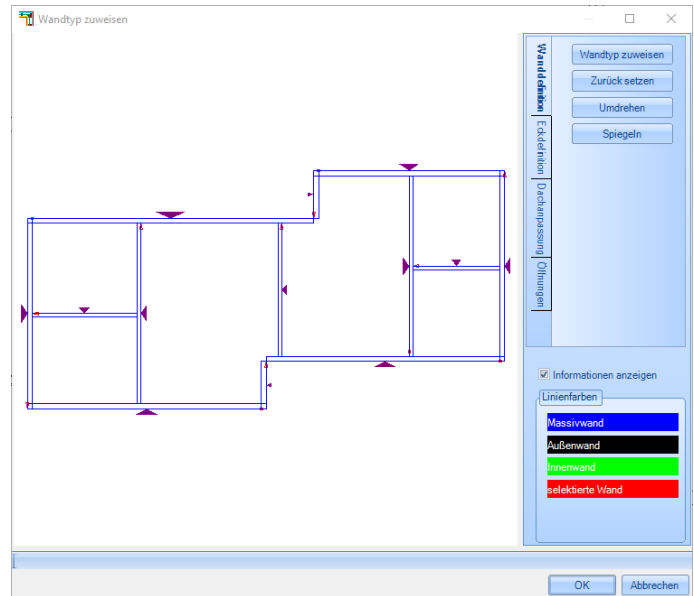 Wandtyp zuweisen
Wanddefinition
Eckdefinition
Dachanpassung
Öffnungen
Wandtyp zuweisen
Zurück setzen
Umdrehen
Spiegeln
Informationen anzeigen
Linienfarben
Massivwand
Außenwand
Innenwand
selektierte Wand
OK
Abbrechen